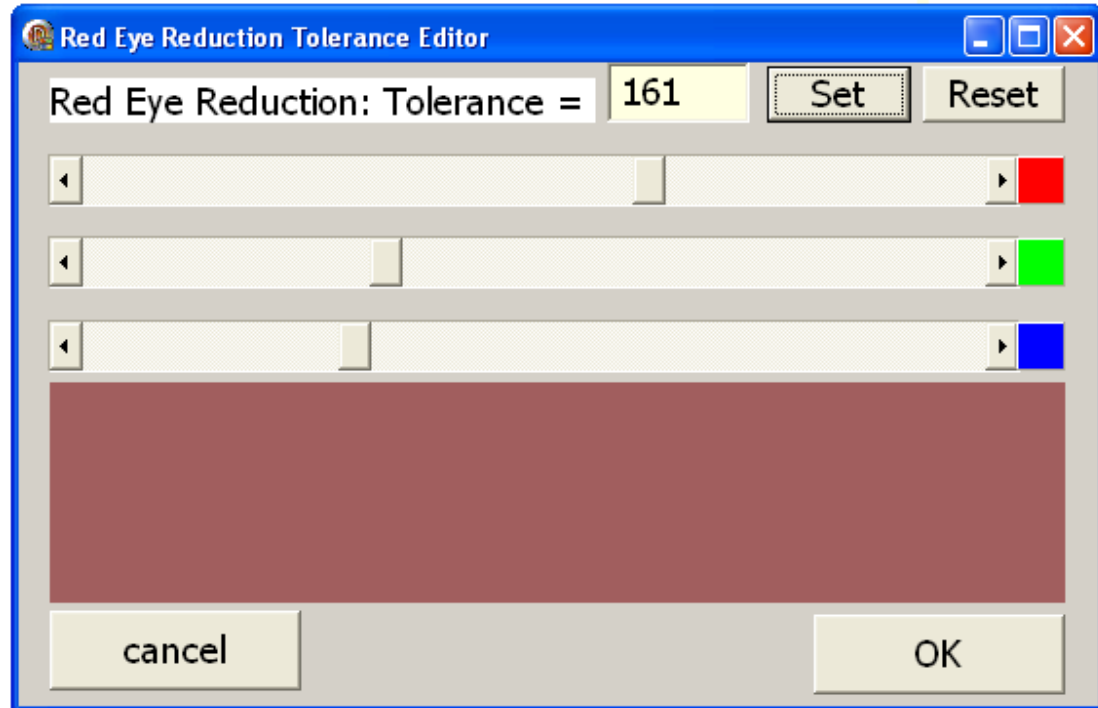 Red Eye Reduction Tolerance Editor
Red Eye Reduction: Tolerance = 161 Set Reset
cancel OK